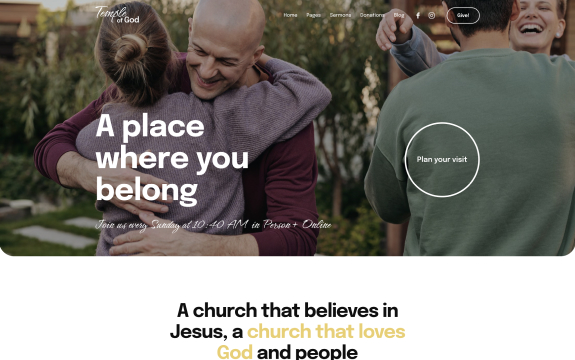 Temple
of God
Home Pages Sermons Donations Blog Give!
A place
where you
belong
Plan your visit
Join us every Sunday at 10:40 AM in Person + Online
A church that believes in
Jesus, a church that loves
God and people